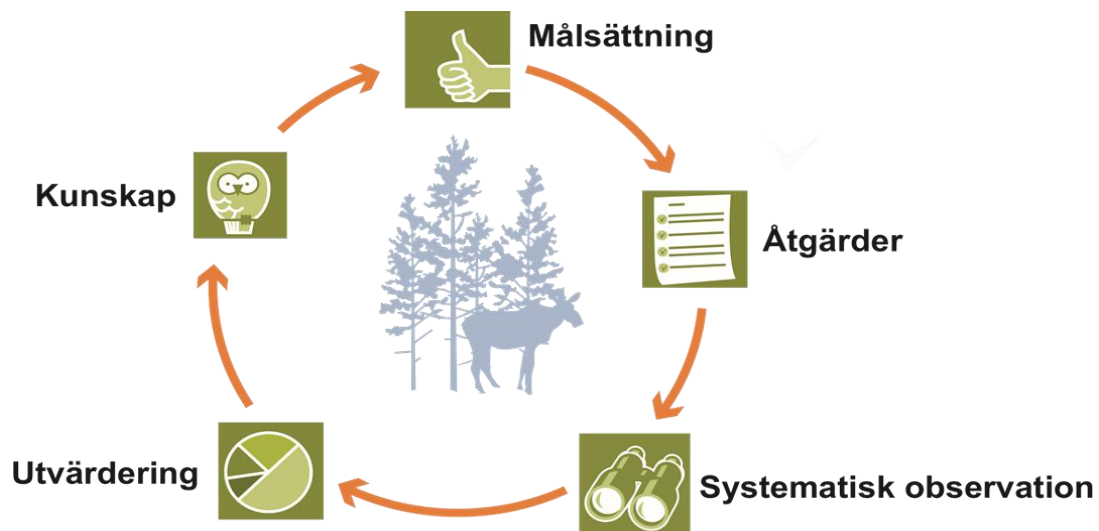 Målsättning
Åtgärder
Systematisk observation
Utvärdering
Kunskap